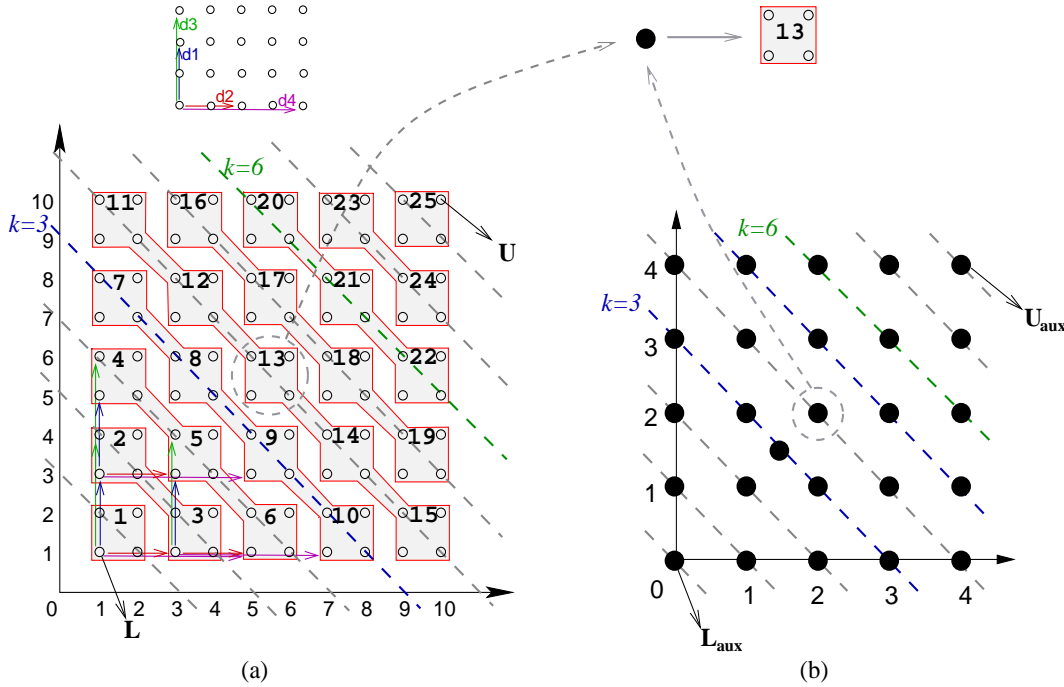 d3
d1
d2
d4
13
k=6
10 11 16 20 23 25
k=3
9
U
8 7 12 17 21 24
7
6 4 8 13 18 22
5
4 2 5 9 14 19
3
2 1 3 6 10 15
1
0 1 2 3 4 5 6 7 8 9 10
L
(a)
k=6
4
k=3
U aux
3
2
1
0 1 2 3 4
L aux
(b)